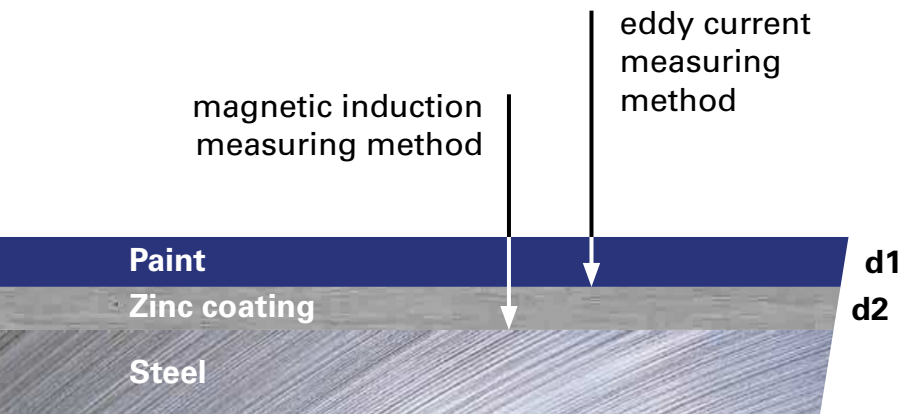 eddy current
measuring
method
magnetic induction
measuring method
Paint
d1
Zinc coating
d2
Steel